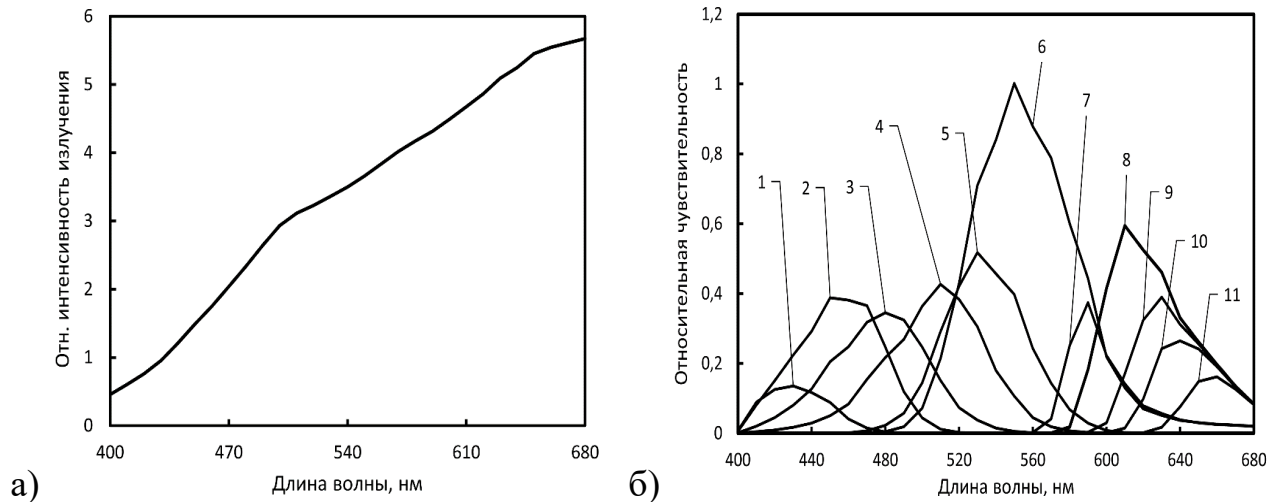 а)
Отн. интенсивность излучения
6
5
4
3
2
1
0
400 470 540 610 680
Длина волны, нм
б)
Относительная чувствительность
1,2
1
0,8
0,6
0,4
0,2
0
1 2 3 4 5 6 7 8 9 10 11
400 440 480 520 560 600 640 680
Длина волны, нм